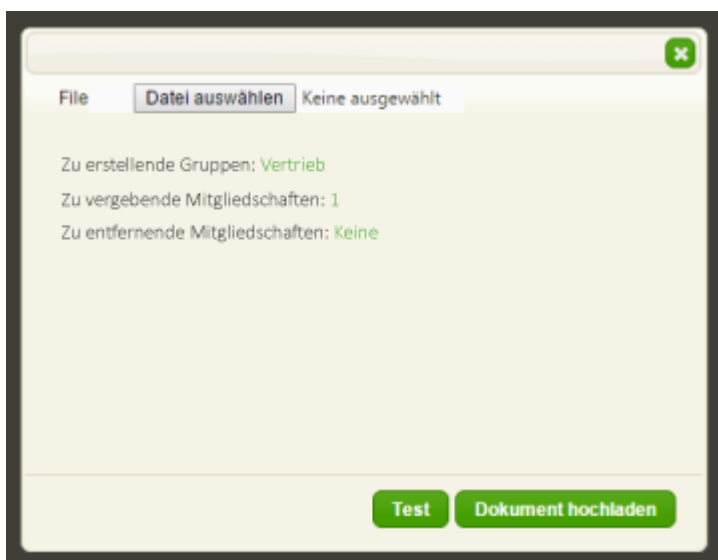 File Datei auswählen Keine ausgewählt
Zu erstellende Gruppen: Vertrieb
Zu vergebende Mitgliedschaften: 1
Zu entfernende Mitgliedschaften: Keine
Test Dokument hochladen